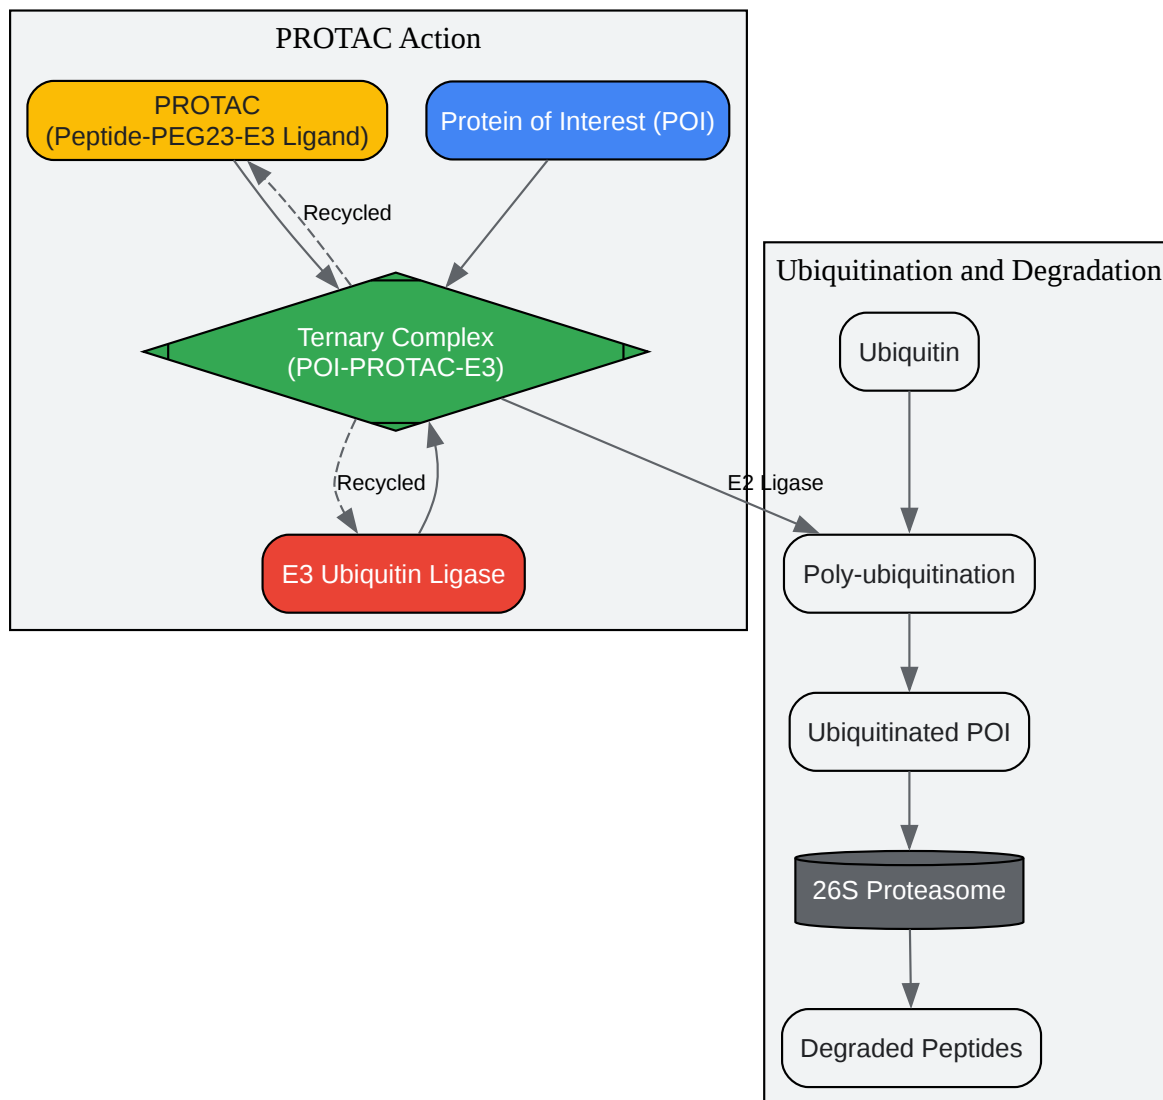 PROTAC Action
PROTAC
(Peptide-PEG23-E3 Ligand)
Protein of Interest (POI)
Recycled
Ternary Complex
(POI-PROTAC-E3)
Recycled
E2 Ligase
E3 Ubiquitin Ligase
Ubiquitination and Degradation
Ubiquitin
Poly-ubiquitination
Ubiquitinated POI
26S Proteasome
Degraded Peptides